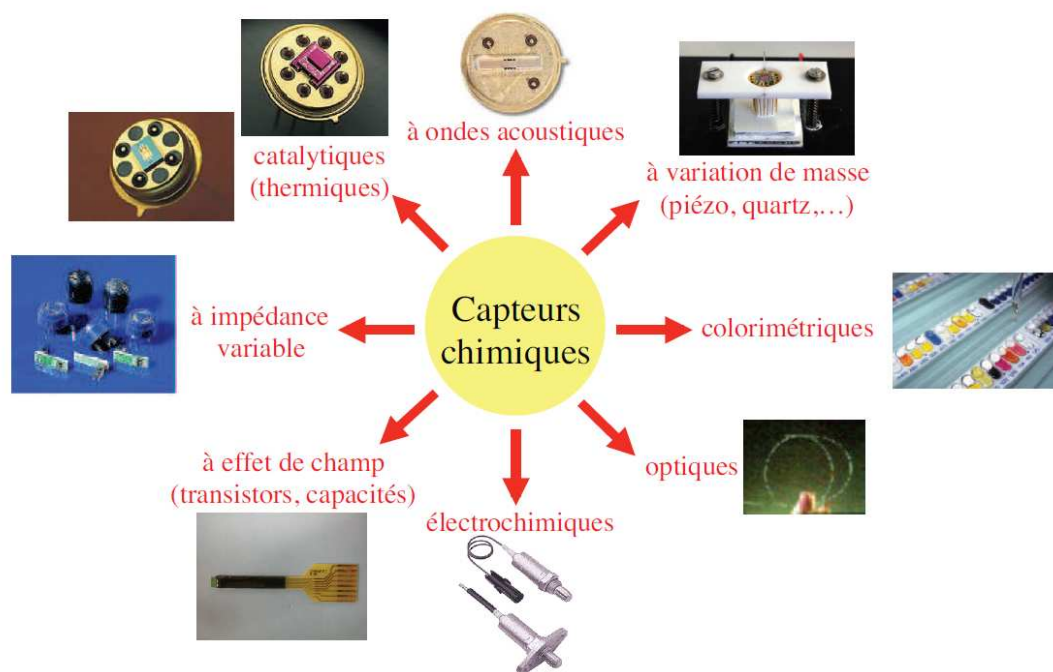 à ondes acoustiques
catalytiques
(thermiques)
à variation de masse
(piézo, quartz,…)
à impédance
variable
Capteurs
chimiques
colorimétriques
à effet de champ
(transistors, capacités)
optiques
électrochimiques